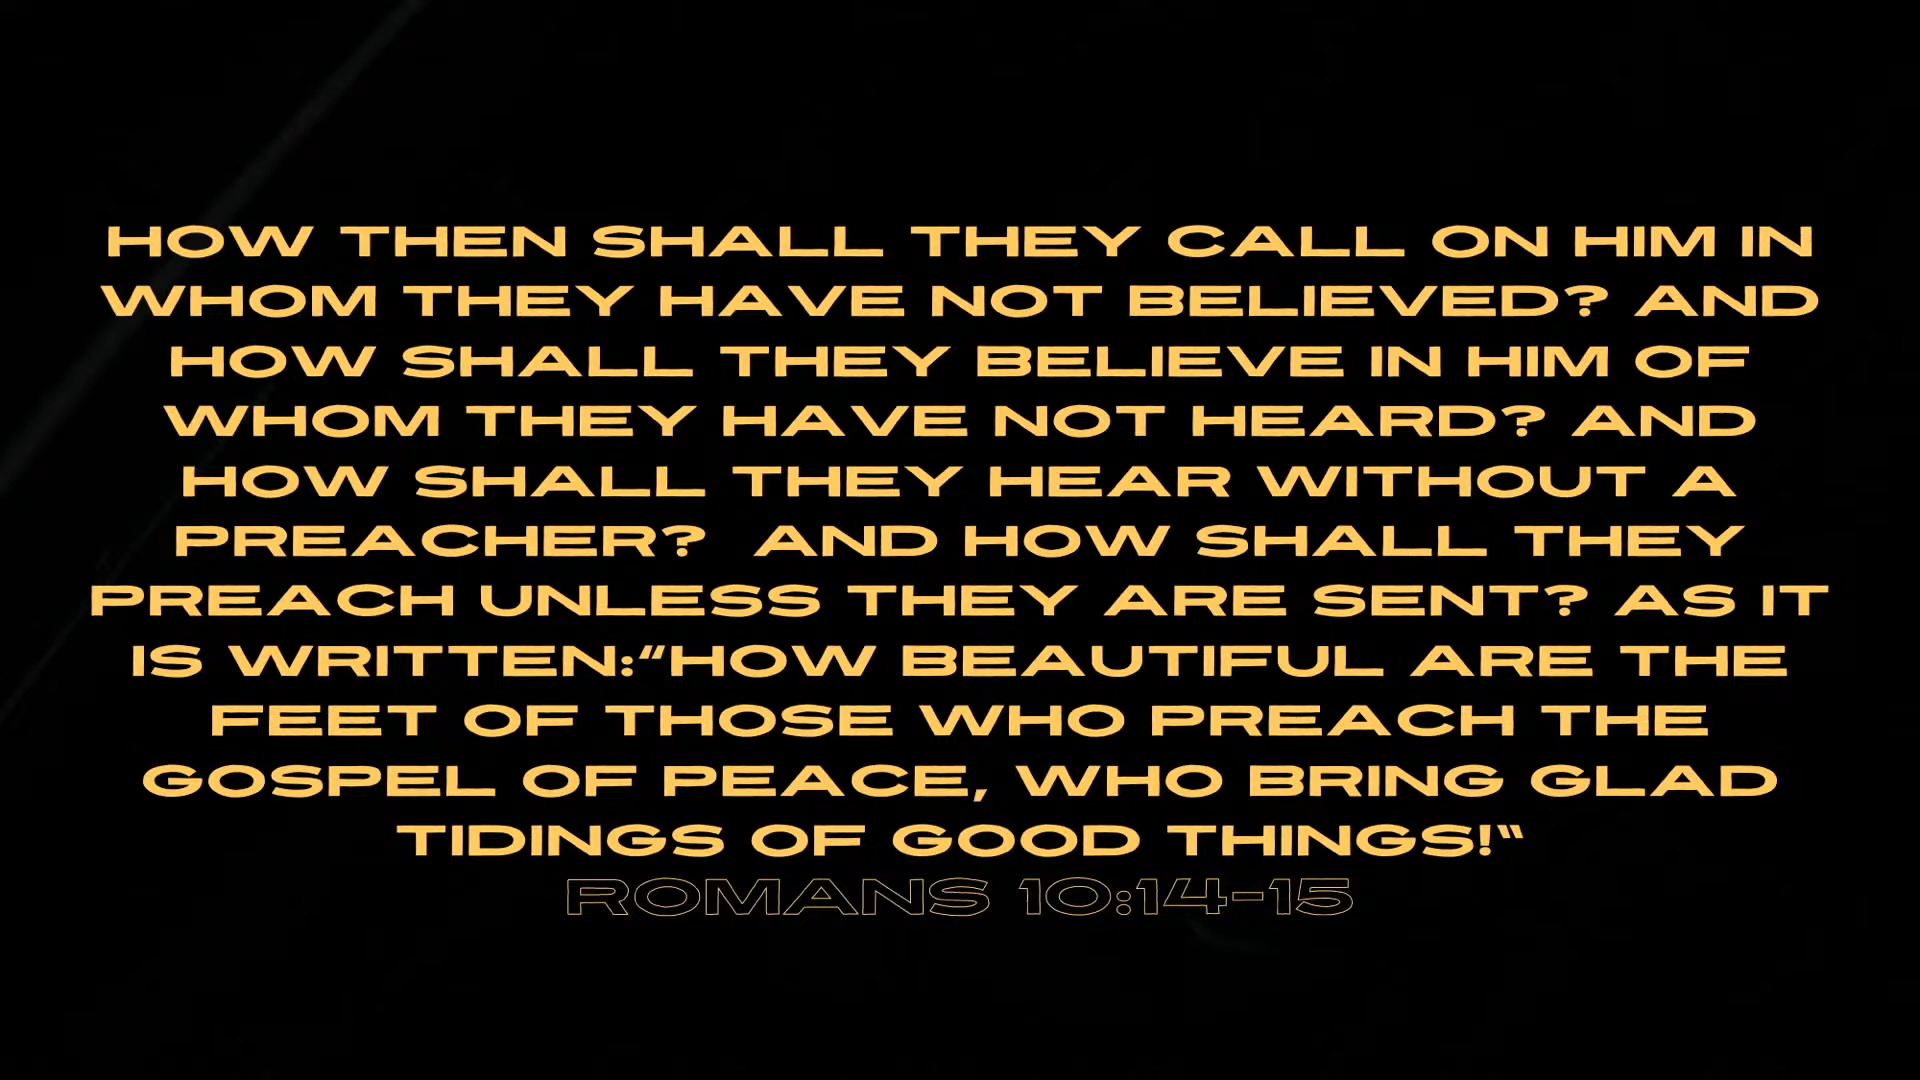 HOW THEN SHALL THEY CALL ON HIM IN
WHOM THEY HAVE NOT BELIEVED? AND
HOW SHALL THEY BELIEVE IN HIM OF
WHOM THEY HAVE NOT HEARD? AND
HOW SHALL THEY HEAR WITHOUT A
PREACHER?  AND HOW SHALL THEY
PREACH UNLESS THEY ARE SENT? AS IT
IS WRITTEN:“HOW BEAUTIFUL ARE THE
FEET OF THOSE WHO PREACH THE
GOSPEL OF PEACE, WHO BRING GLAD
TIDINGS OF GOOD THINGS!“
ROMANS 10:14-15